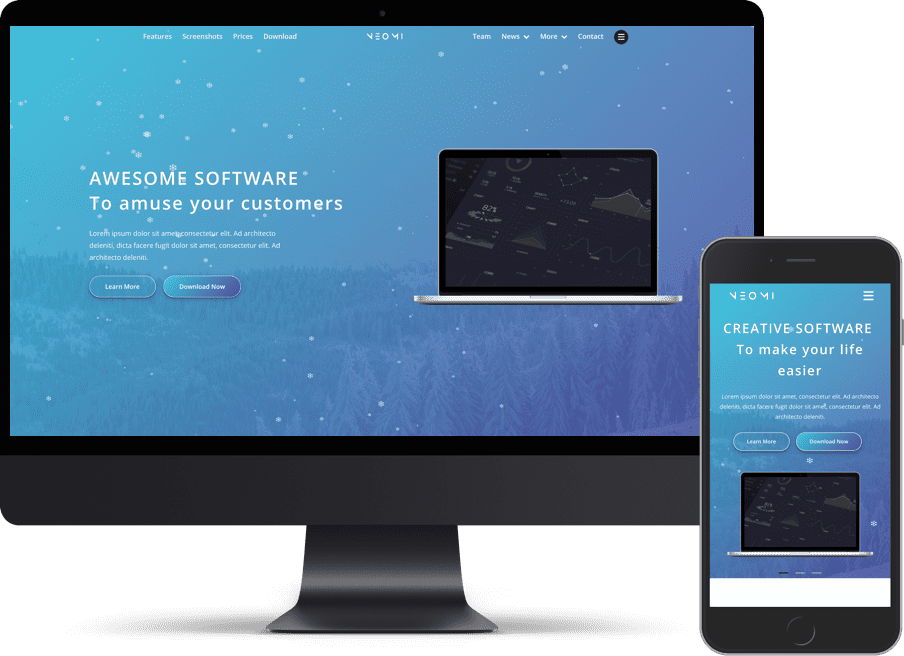 Features Screenshots Prices Download NEOMI Team News More Contact
AWESOME SOFTWARE
To amuse your customers
Lorem ipsum dolor sit amet, consectetur elit. Ad architecto
deleniti, dicta facere fugit dolor sit amet, consectetur elit. Ad
architecto deleniti.
Learn More Download Now
82%
NEOMI
CREATIVE SOFTWARE
To make your life
easier
Lorem ipsum dolor sit amet, consectetur elit. Ad architecto
deleniti, dicta facere fugit dolor sit amet, consectetur elit. Ad
architecto deleniti.
Learn More Download Now